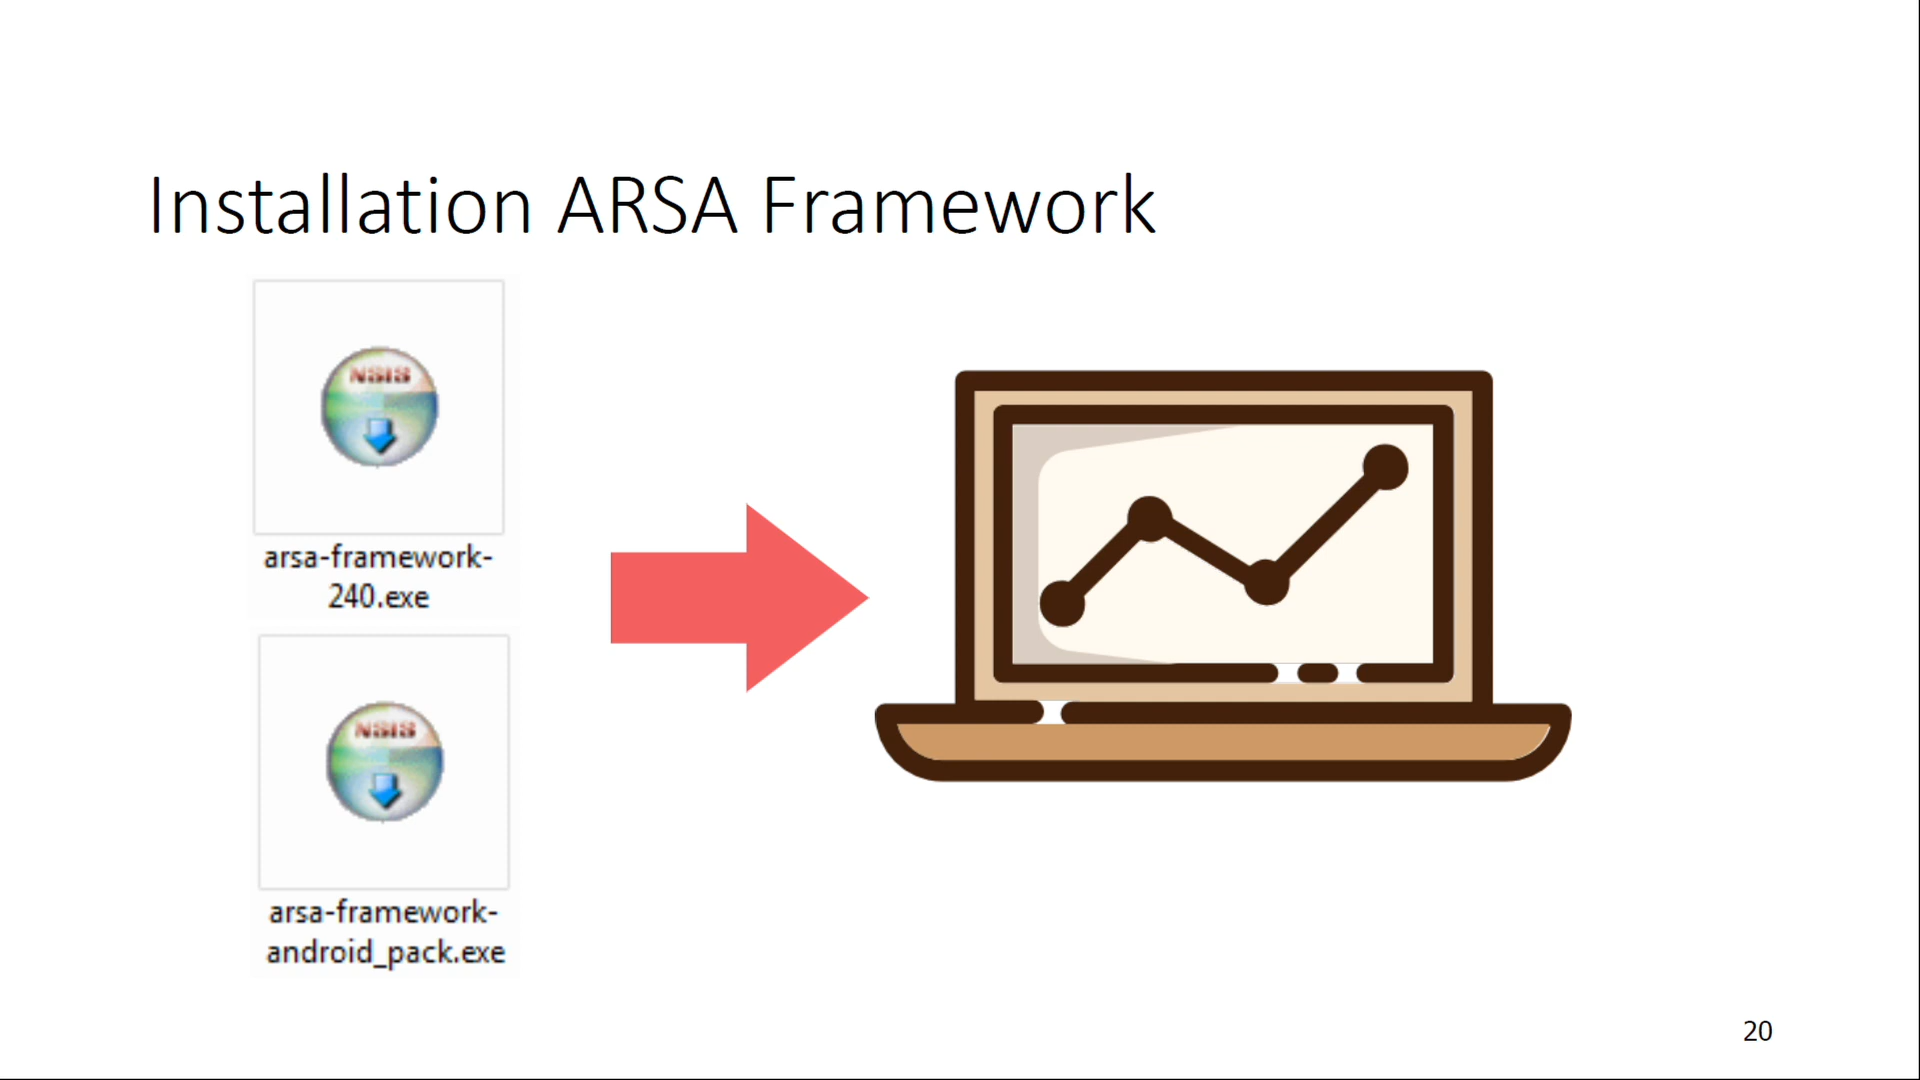 Installation ARSA Framework
NSIS
arsa-framework-
240.exe
NSIS
arsa-framework-
android_pack.exe
20